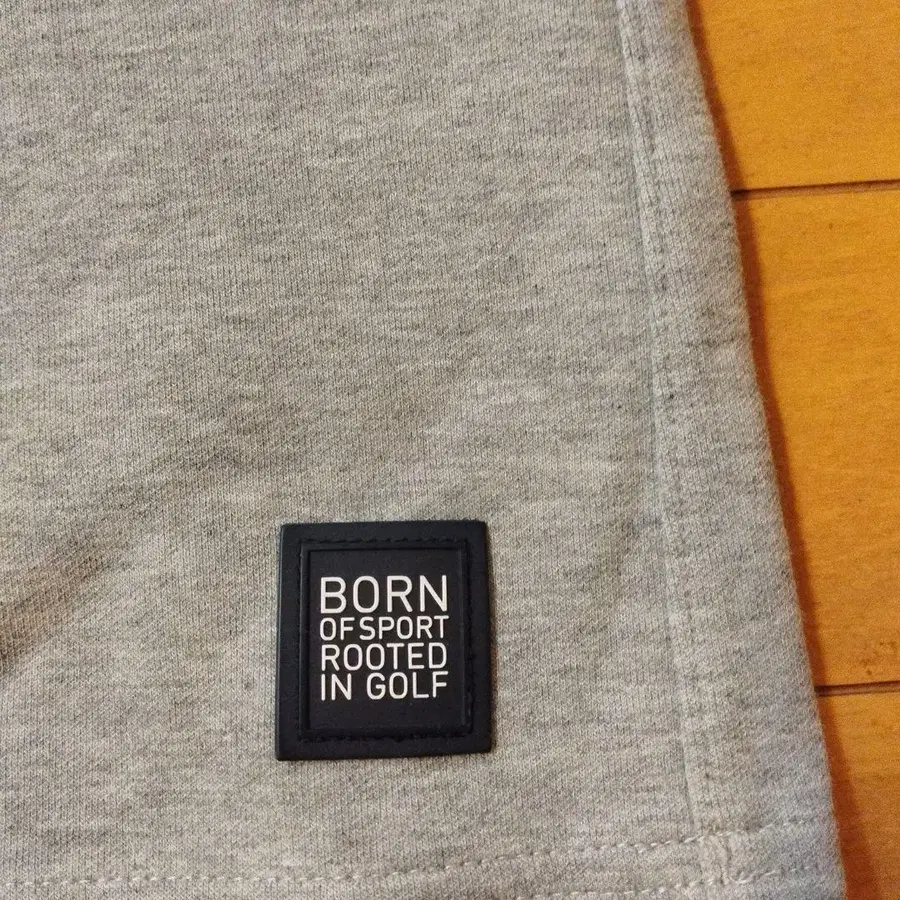 BORN
OF SPORT
ROOTED
IN GOLF